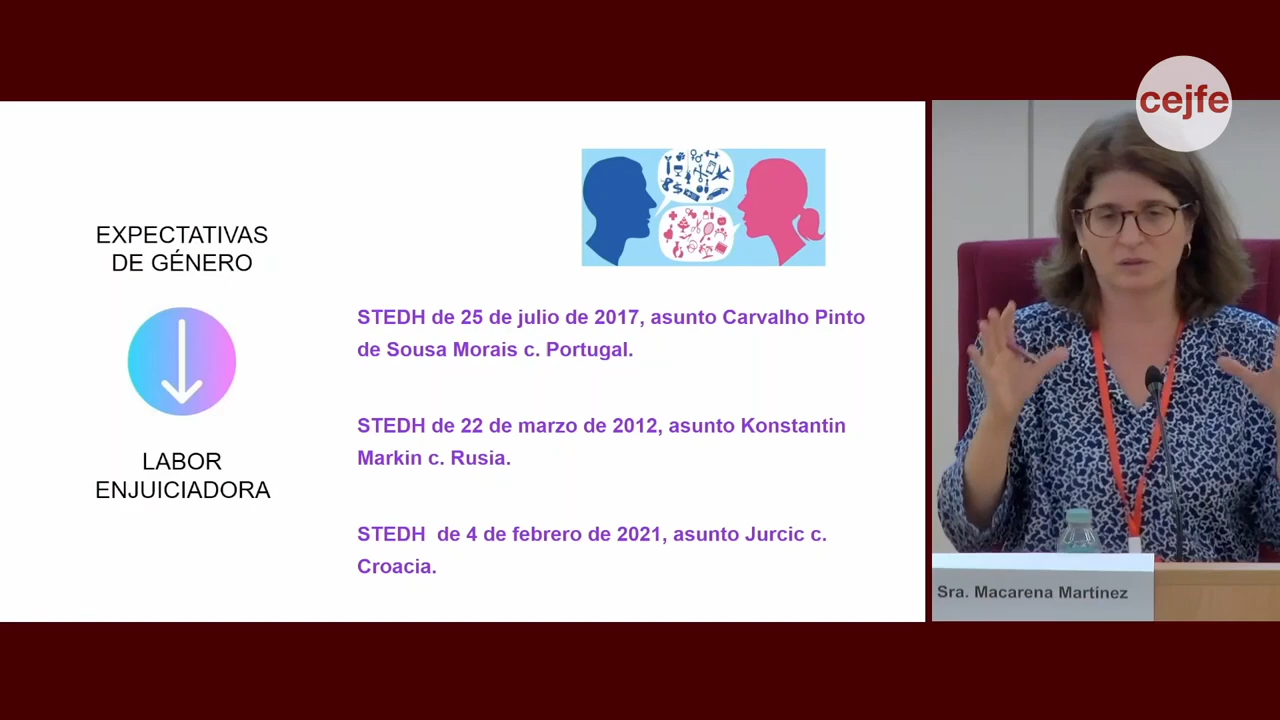 cejfe
EXPECTATIVAS
DE GÉNERO
LABOR
ENJUICIADORA
STEDH de 25 de julio de 2017, asunto Carvalho Pinto
de Sousa Morais c. Portugal.
STEDH de 22 de marzo de 2012, asunto Konstantin
Markin c. Rusia.
STEDH  de 4 de febrero de 2021, asunto Jurcic c.
Croacia.
Sra. Macarena Martínez